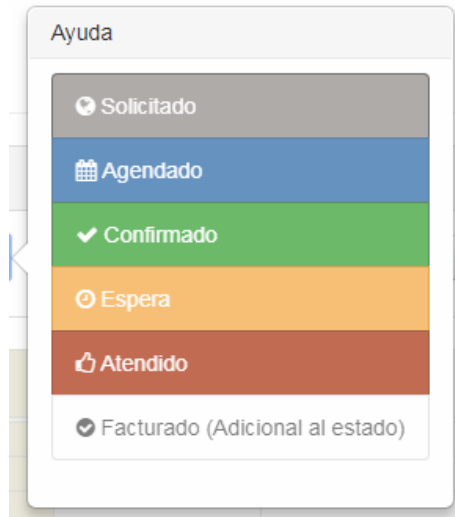 Ayuda
Solicitado
Agendado
Confirmado
Espera
Atendido
Facturado (Adicional al estado)